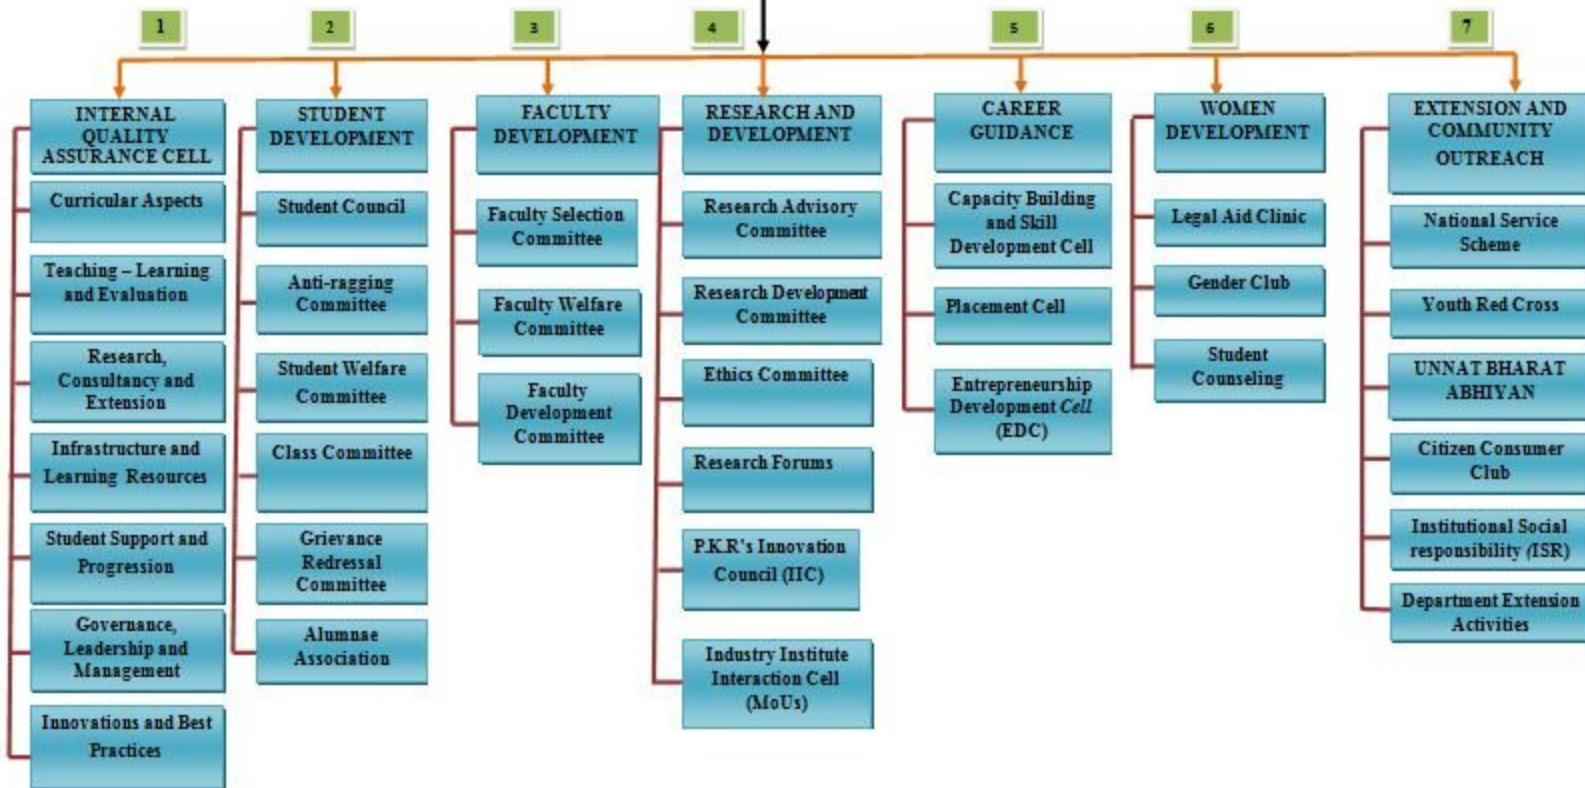 1
2
3
4
5
6
7
INTERNAL
QUALITY
ASSURANCE CELL
Curricular Aspects
Teaching – Learning
and Evaluation
Research,
Consultancy and
Extension
Infrastructure and
Learning Resources
Student Support and
Progression
Governance,
Leadership and
Management
Innovations and Best
Practices
STUDENT
DEVELOPMENT
Student Council
Anti-ragging
Committee
Student Welfare
Committee
Class Committee
Grievance
Redressal
Committee
Alumnae
Association
FACULTY
DEVELOPMENT
Faculty Selection
Committee
Faculty Welfare
Committee
Faculty
Development
Committee
RESEARCH AND
DEVELOPMENT
Research Advisory
Committee
Research Development
Committee
Ethics Committee
Research Forums
P.K.R's Innovation
Council (IIC)
Industry Institute
Interaction Cell
(MoUs)
CAREER
GUIDANCE
Capacity Building
and Skill
Development Cell
Placement Cell
Entrepreneurship
Development Cell
(EDC)
WOMEN
DEVELOPMENT
Legal Aid Clinic
Gender Club
Student
Counseling
EXTENSION AND
COMMUNITY
OUTREACH
National Service
Scheme
Youth Red Cross
UNNAT BHARAT
ABHIYAN
Citizen Consumer
Club
Institutional Social
responsibility (ISR)
Department Extension
Activities